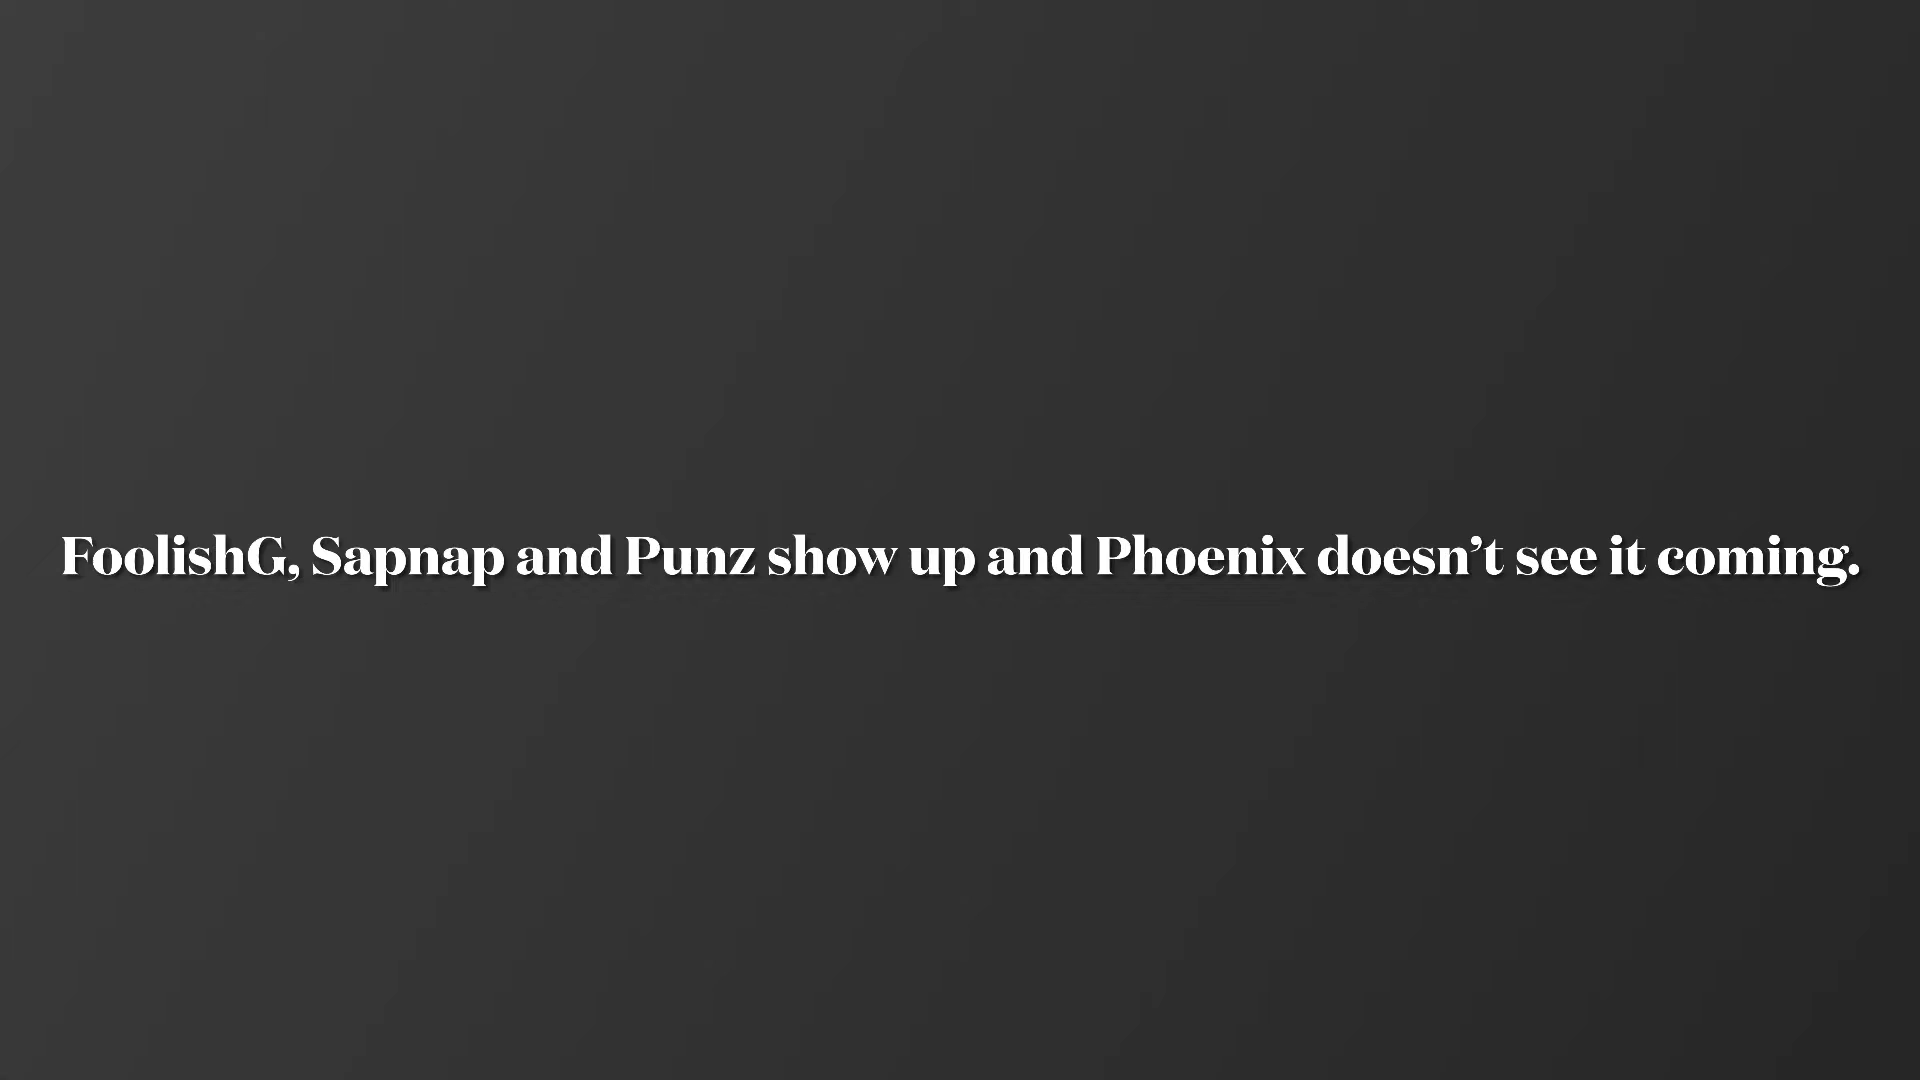 FoolishG, Sapnap and Punz show up and Phoenix doesn’t see it coming.